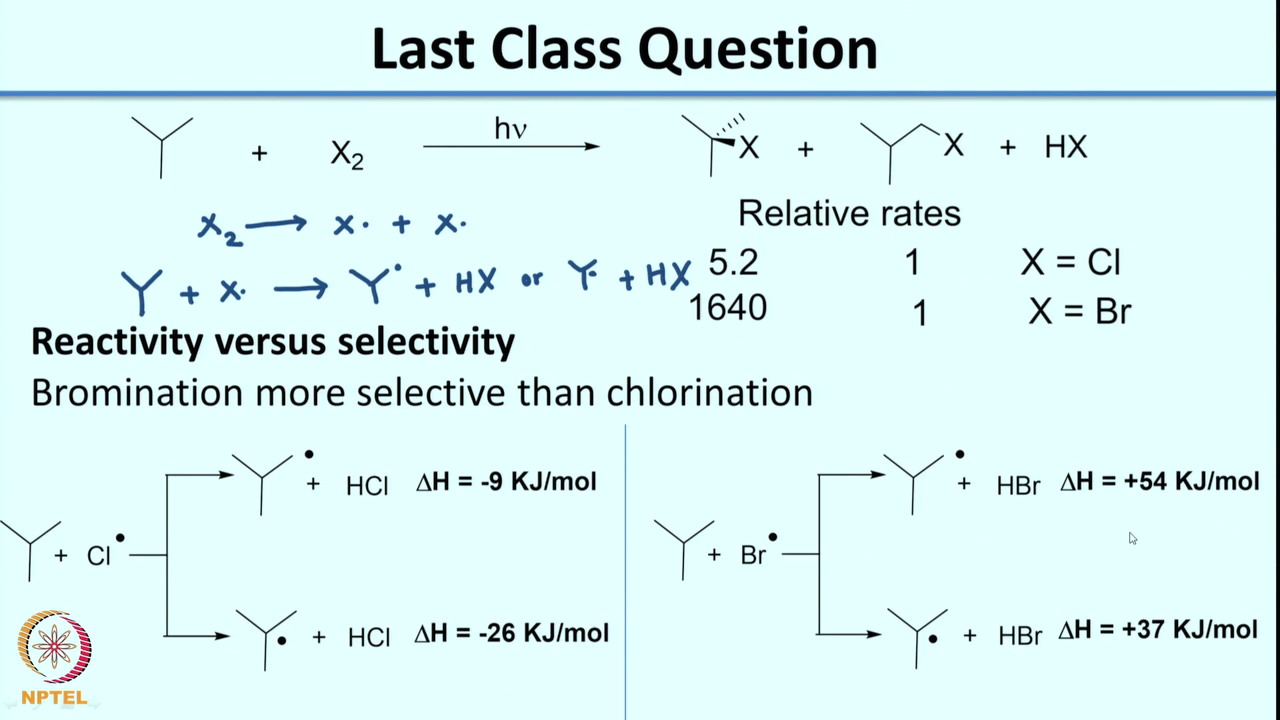 Last Class Question
+ X₂ hν X + X + HX
X₂ → X· + X·
+ X· → · + HX or · + HX
Relative rates
5.2 1 X = Cl
1640 1 X = Br
Reactivity versus selectivity
Bromination more selective than chlorination
+ HCl ΔH = -9 KJ/mol
+ Cl•
• + HCl ΔH = -26 KJ/mol
+ HBr ΔH = +54 KJ/mol
+ Br•
• + HBr ΔH = +37 KJ/mol
NPTEL